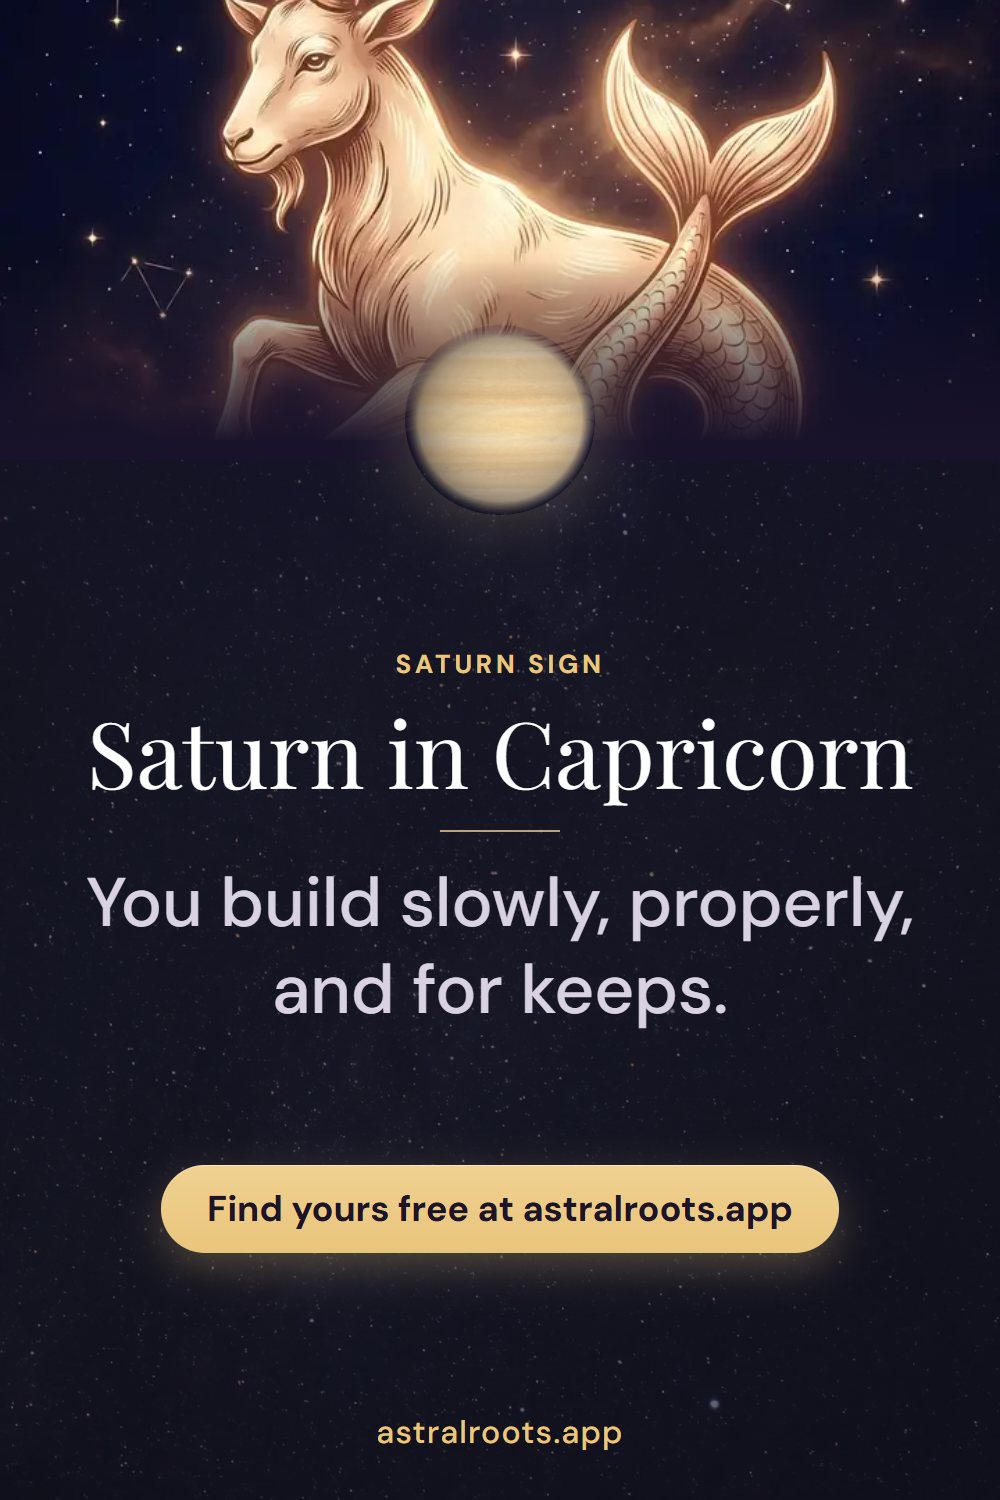 SATURN SIGN
Saturn in Capricorn
You build slowly, properly,
and for keeps.
Find yours free at astralroots.app
astralroots.app